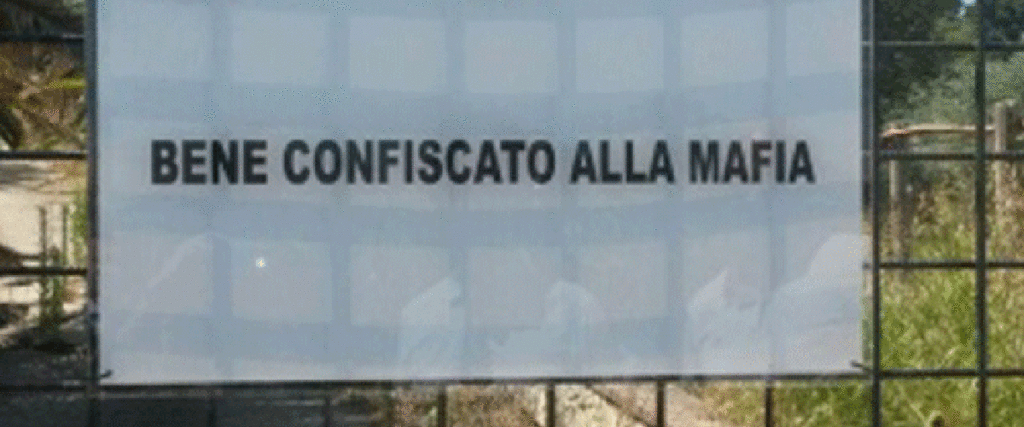 BENE CONFISCATO ALLA MAFIA